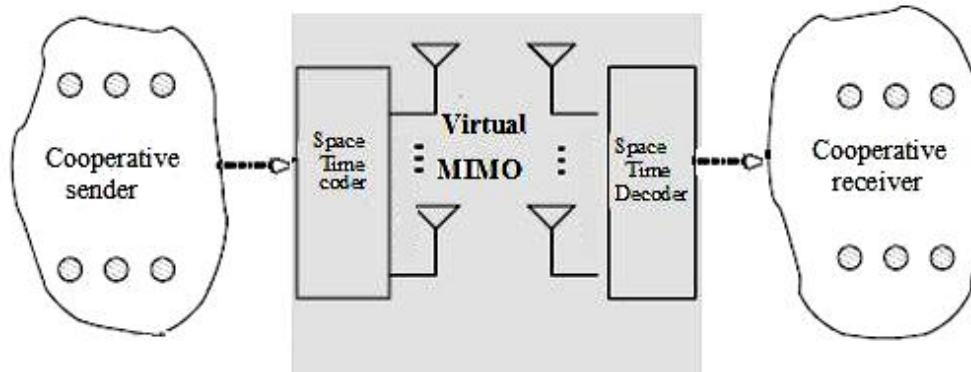 Cooperative
sender
Space
Time
coder
Virtual
MIMO
Space
Time
Decoder
Cooperative
receiver